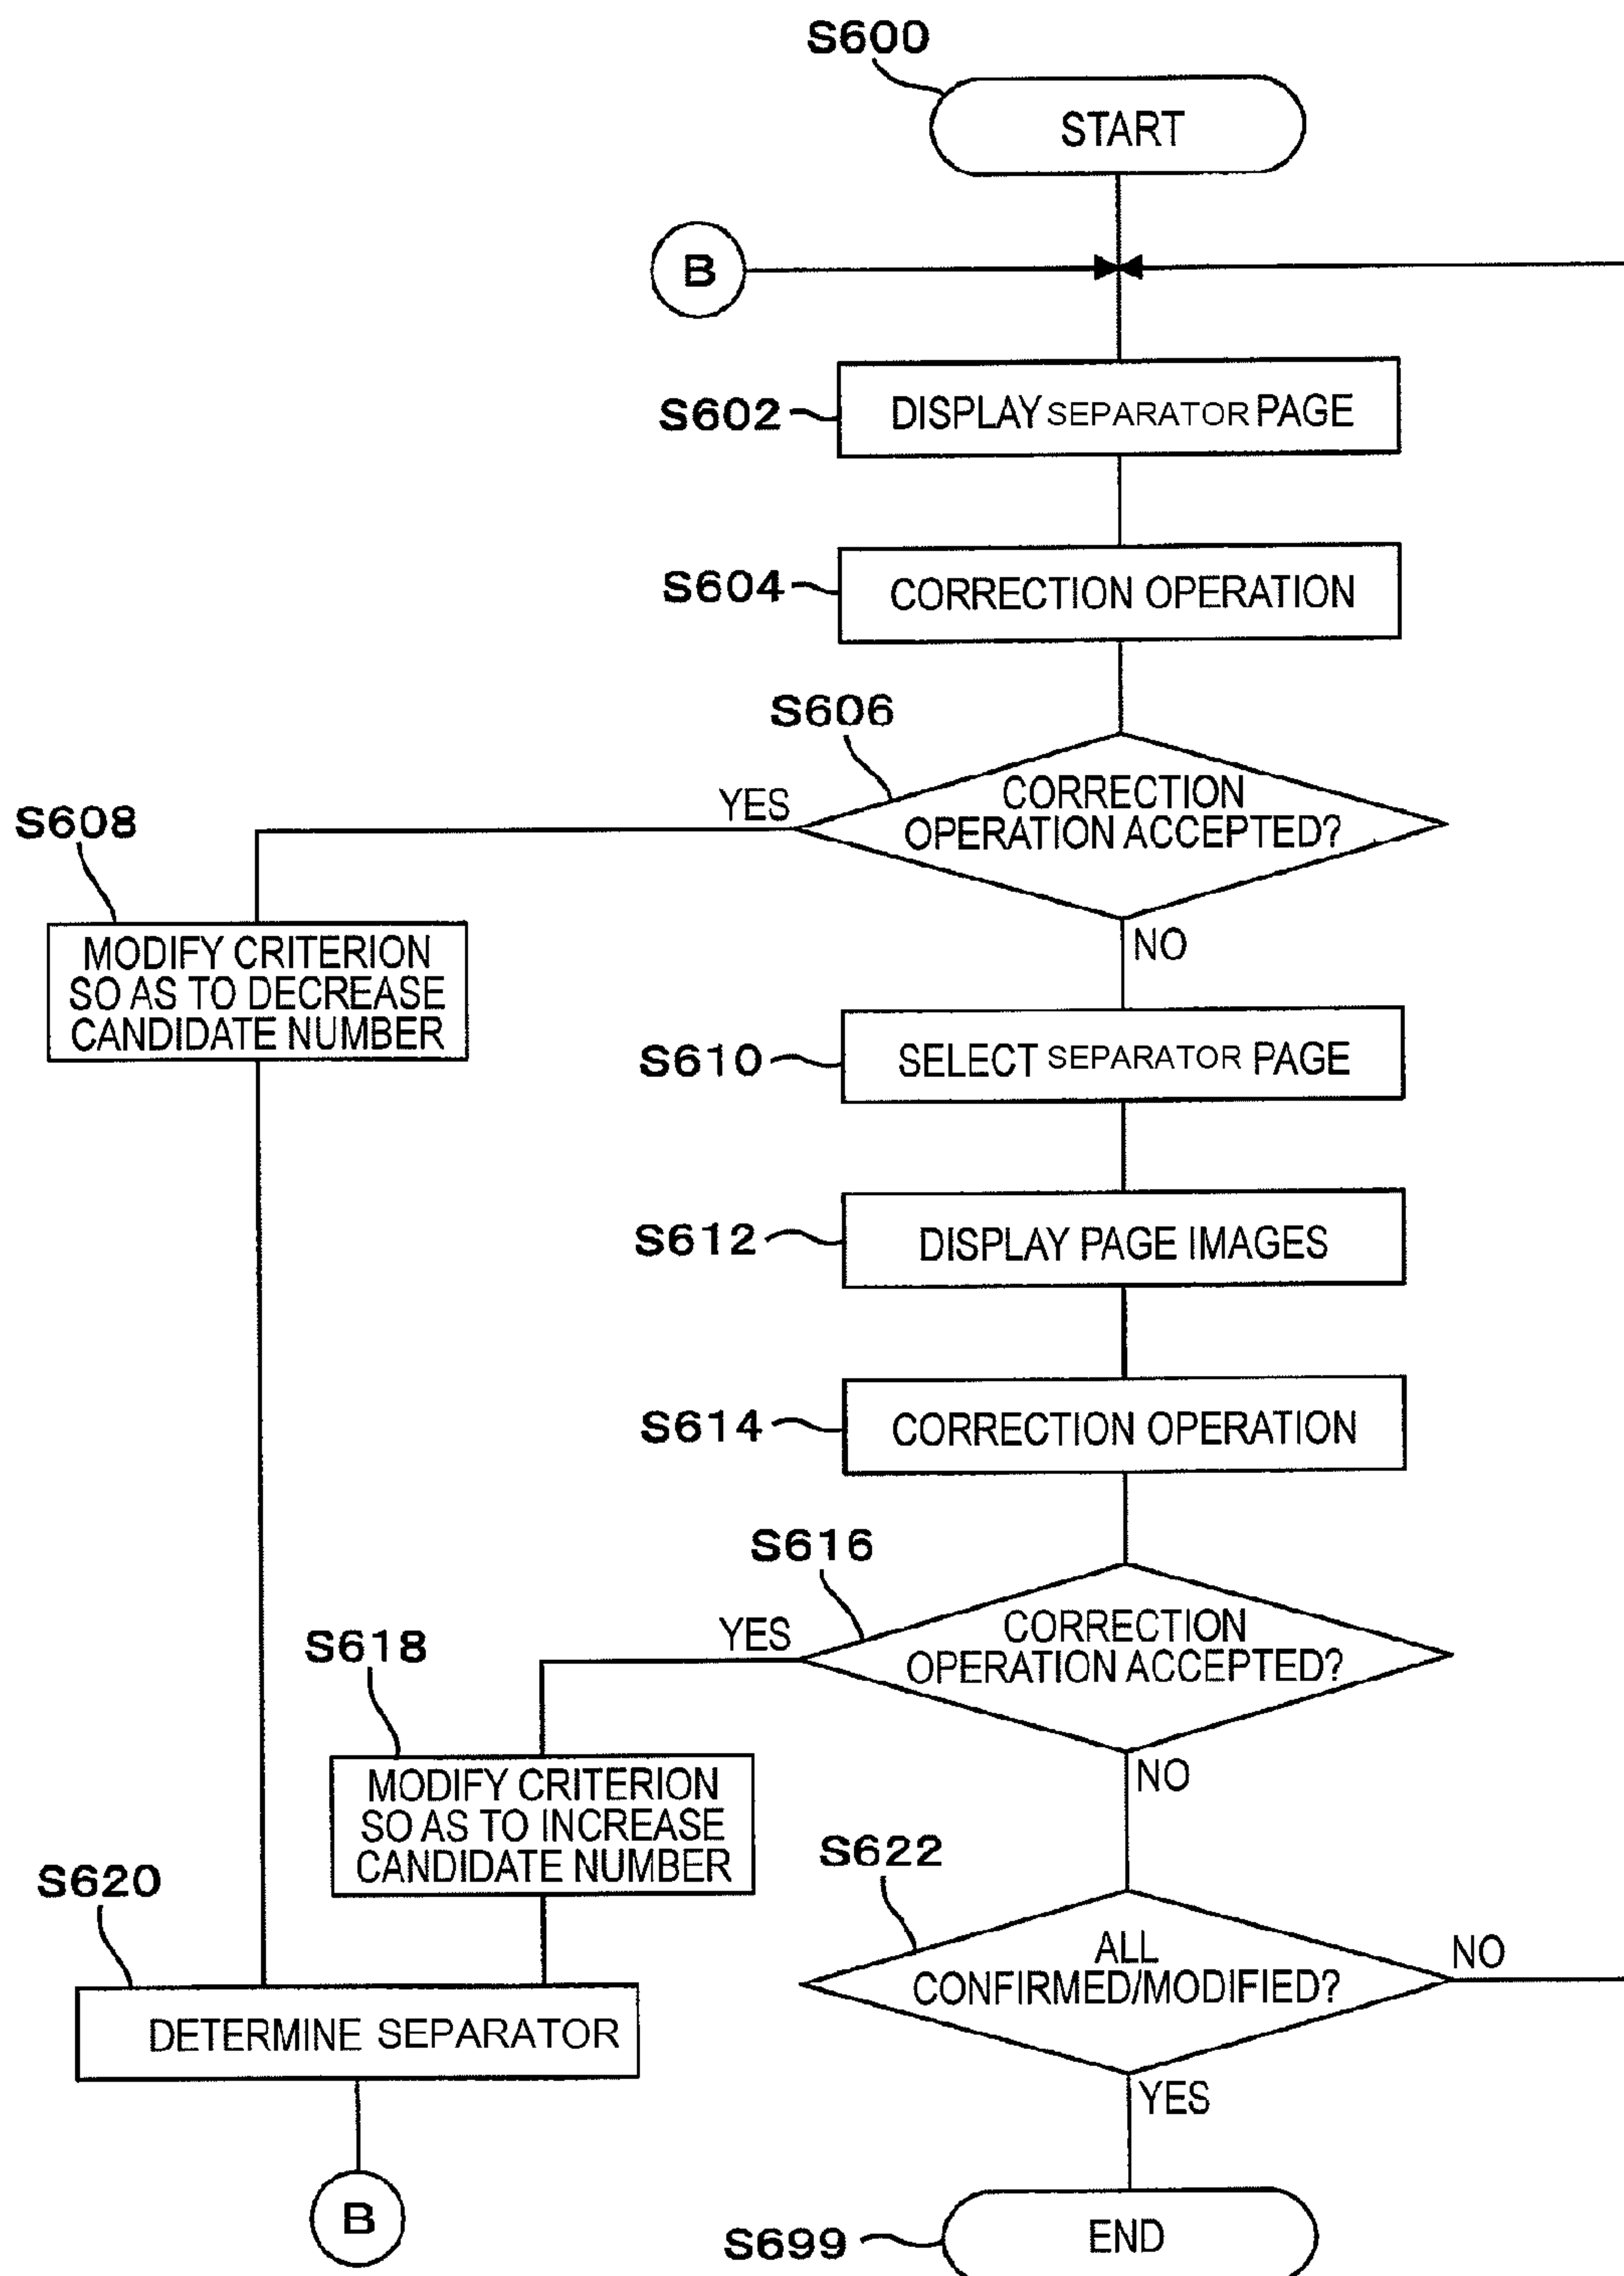 S600
START
B
S602
DISPLAY SEPARATOR PAGE
S604
CORRECTION OPERATION
S606
CORRECTION
OPERATION ACCEPTED?
YES
NO
S608
MODIFY CRITERION
SO AS TO DECREASE
CANDIDATE NUMBER
S610
SELECT SEPARATOR PAGE
S612
DISPLAY PAGE IMAGES
S614
CORRECTION OPERATION
S616
CORRECTION
OPERATION ACCEPTED?
YES
NO
S618
MODIFY CRITERION
SO AS TO INCREASE
CANDIDATE NUMBER
S620
DETERMINE SEPARATOR
B
S622
ALL
CONFIRMED/MODIFIED?
NO
YES
S699
END